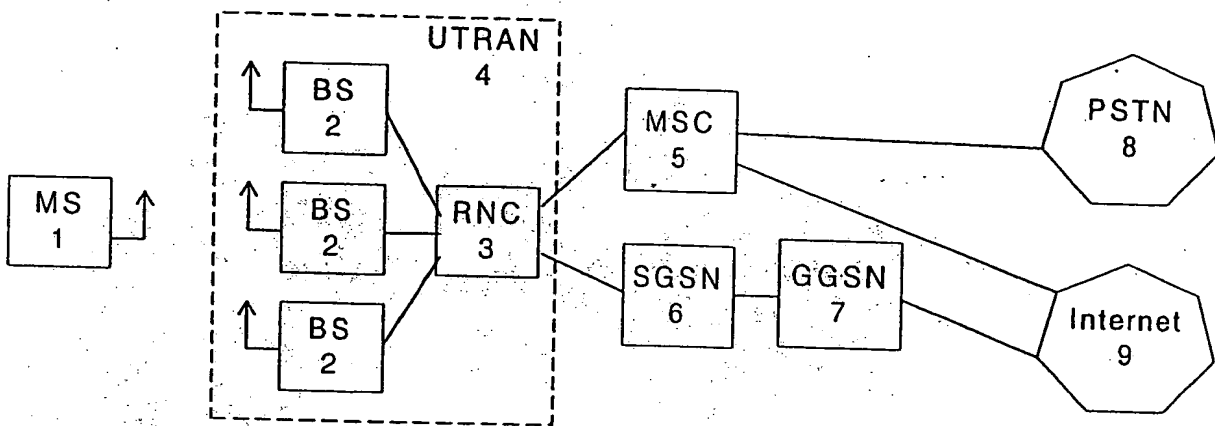 UTRAN
4
BS
2
BS
2
BS
2
MS
1
RNC
3
MSC
5
SGSN
6
GGSN
7
PSTN
8
Internet
9